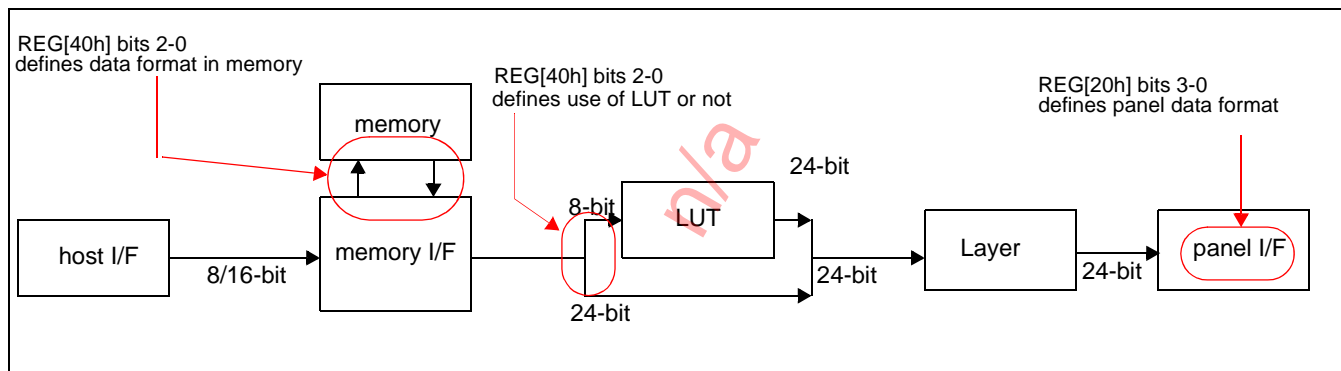 REG[40h] bits 2-0
defines data format in memory
REG[40h] bits 2-0
defines use of LUT or not
REG[20h] bits 3-0
defines panel data format
memory
n/a
24-bit
8-bit
LUT
host I/F
memory I/F
Layer
panel I/F
8/16-bit
24-bit
24-bit
24-bit